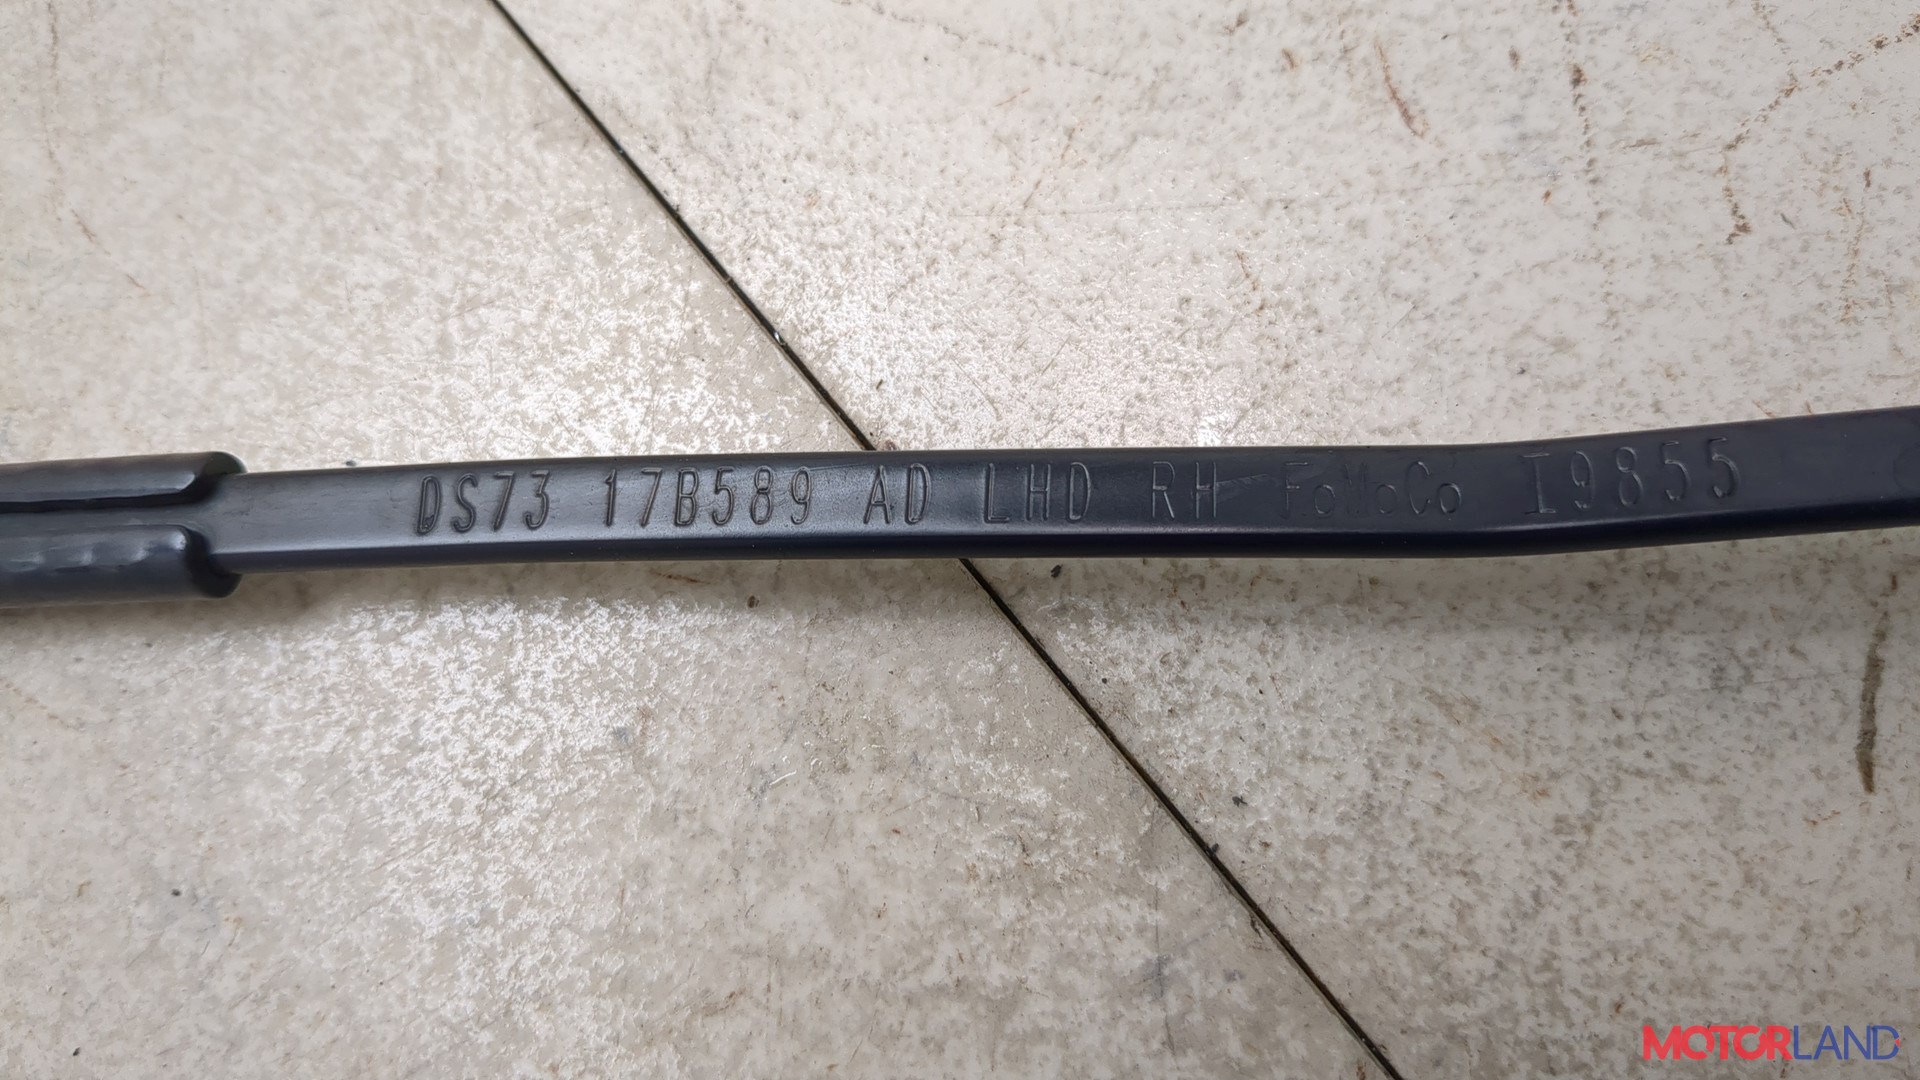 DS73 17B589 AD LHD RH FoMoCo I9855
MOTORLAND